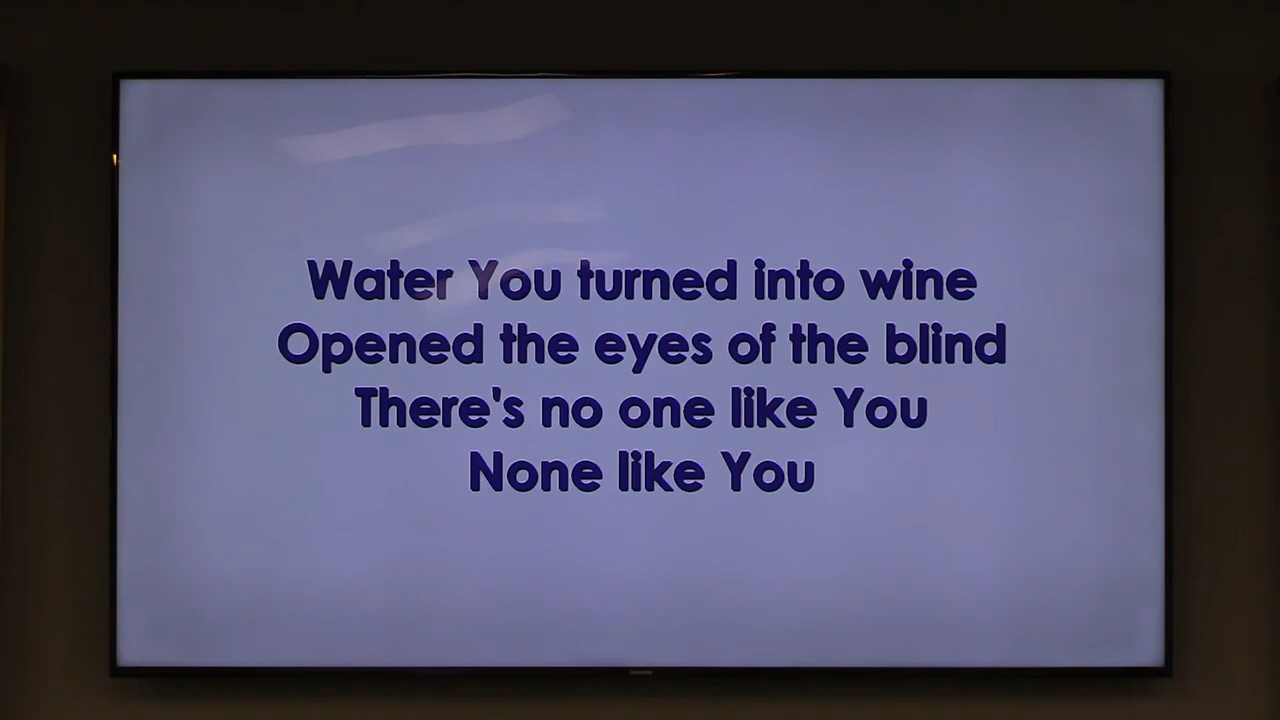 Water You turned into wine
Opened the eyes of the blind
There's no one like You
None like You